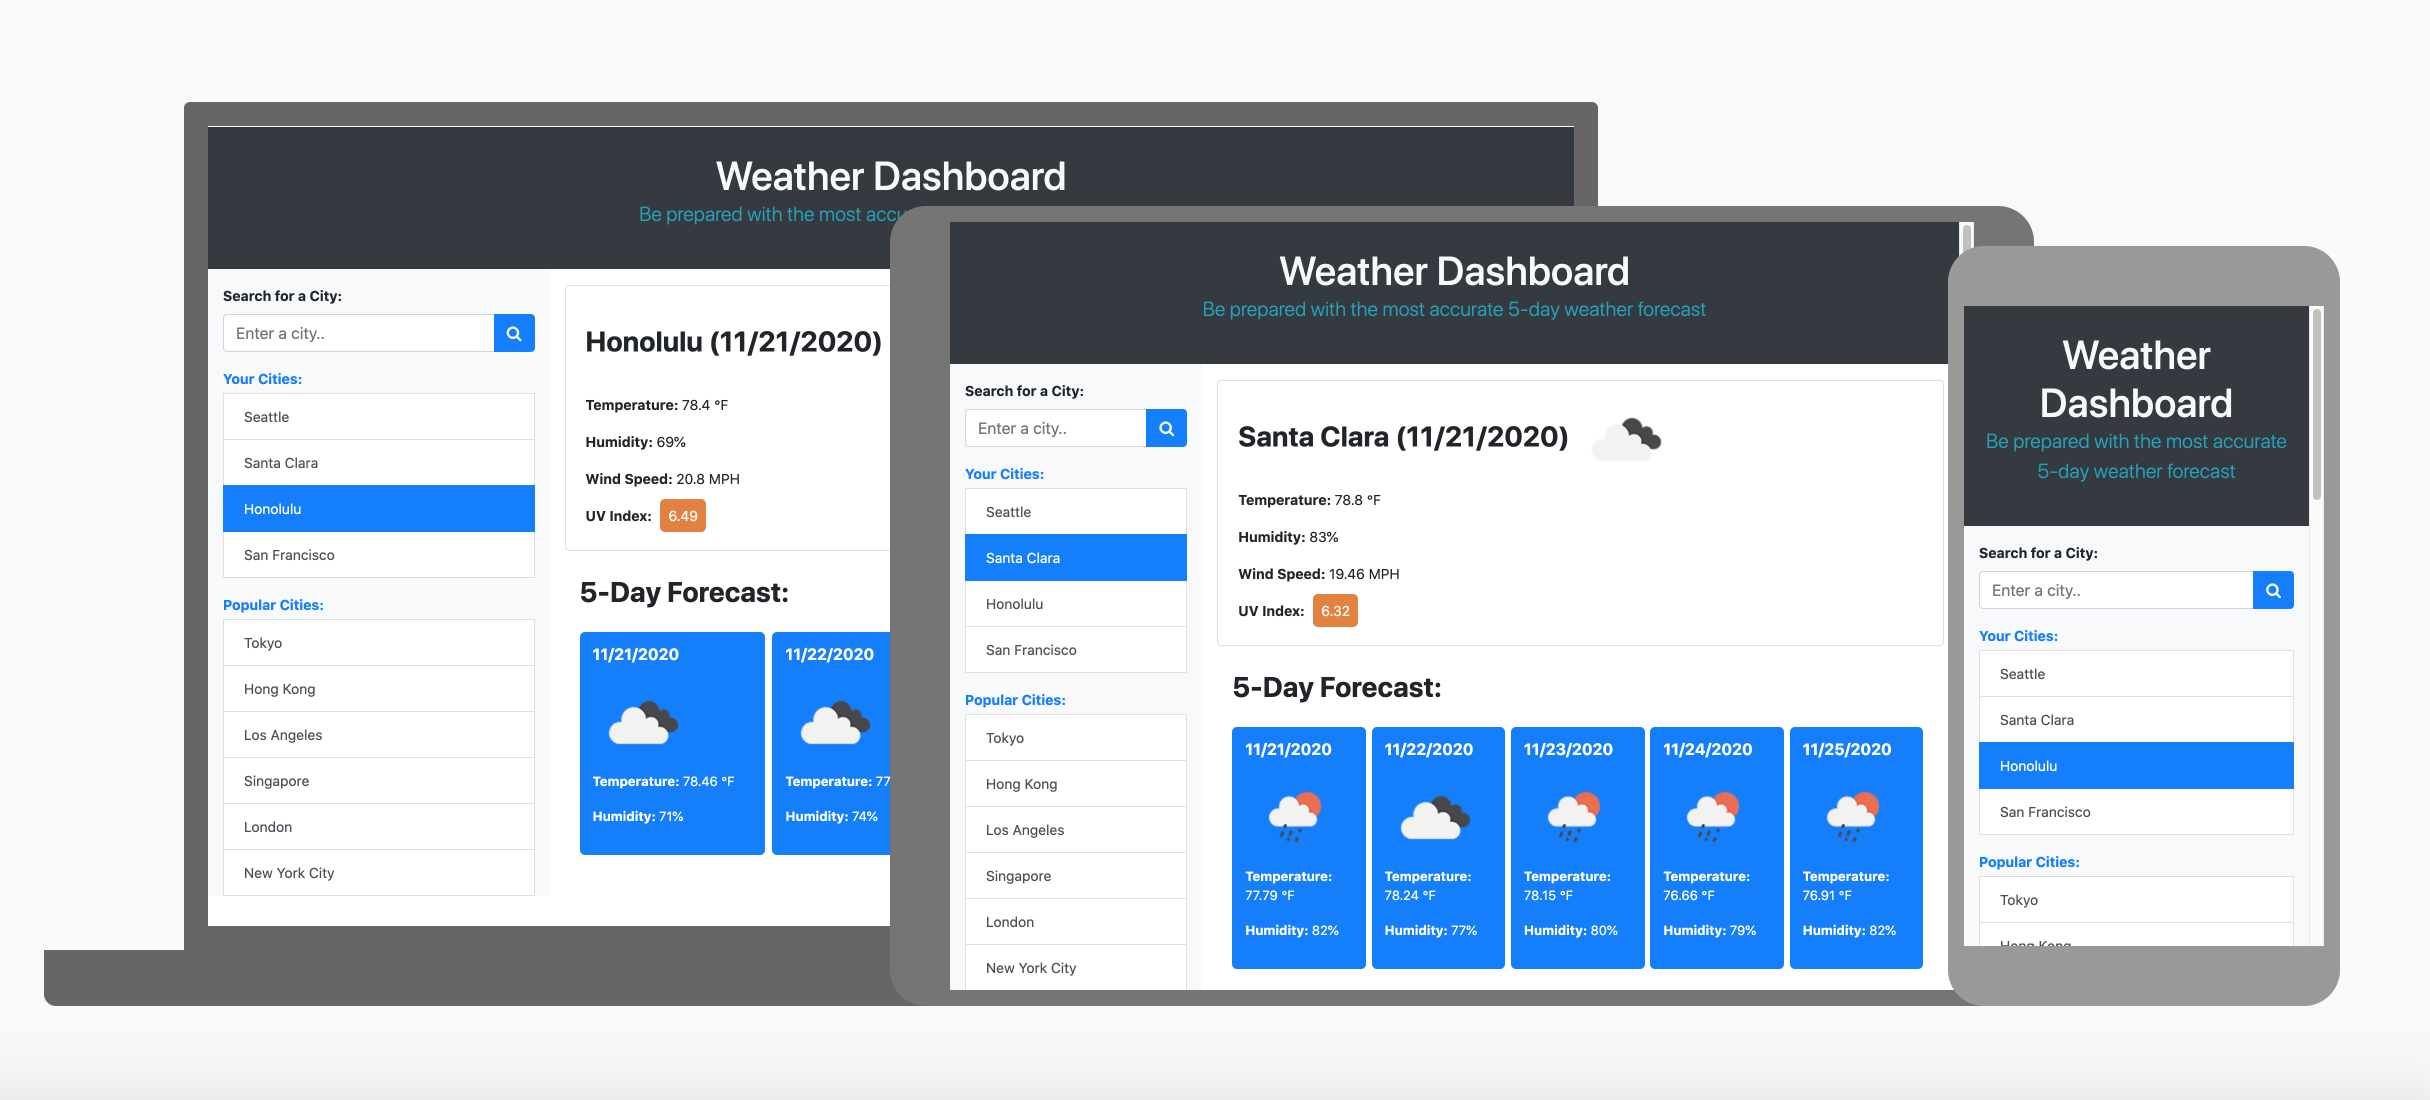 Weather Dashboard
Be prepared with the most accu
Search for a City:
Enter a city..
Your Cities:
Seattle
Santa Clara
Honolulu
San Francisco
Popular Cities:
Tokyo
Hong Kong
Los Angeles
Singapore
London
New York City
Honolulu (11/21/2020)
Temperature: 78.4 °F
Humidity: 69%
Wind Speed: 20.8 MPH
UV Index: 6.49
5-Day Forecast:
11/21/2020
Temperature: 78.46 °F
Humidity: 71%
11/22/2020
Temperature: 77
Humidity: 74%
Weather Dashboard
Be prepared with the most accurate 5-day weather forecast
Search for a City:
Enter a city..
Your Cities:
Seattle
Santa Clara
Honolulu
San Francisco
Popular Cities:
Tokyo
Hong Kong
Los Angeles
Singapore
London
New York City
Santa Clara (11/21/2020)
Temperature: 78.8 °F
Humidity: 83%
Wind Speed: 19.46 MPH
UV Index: 6.32
5-Day Forecast:
11/21/2020
Temperature:
77.79 °F
Humidity: 82%
11/22/2020
Temperature:
78.24 °F
Humidity: 77%
11/23/2020
Temperature:
78.15 °F
Humidity: 80%
11/24/2020
Temperature:
76.66 °F
Humidity: 79%
11/25/2020
Temperature:
76.91 °F
Humidity: 82%
Weather
Dashboard
Be prepared with the most accurate
5-day weather forecast
Search for a City:
Enter a city..
Your Cities:
Seattle
Santa Clara
Honolulu
San Francisco
Popular Cities:
Tokyo
Hong Kong